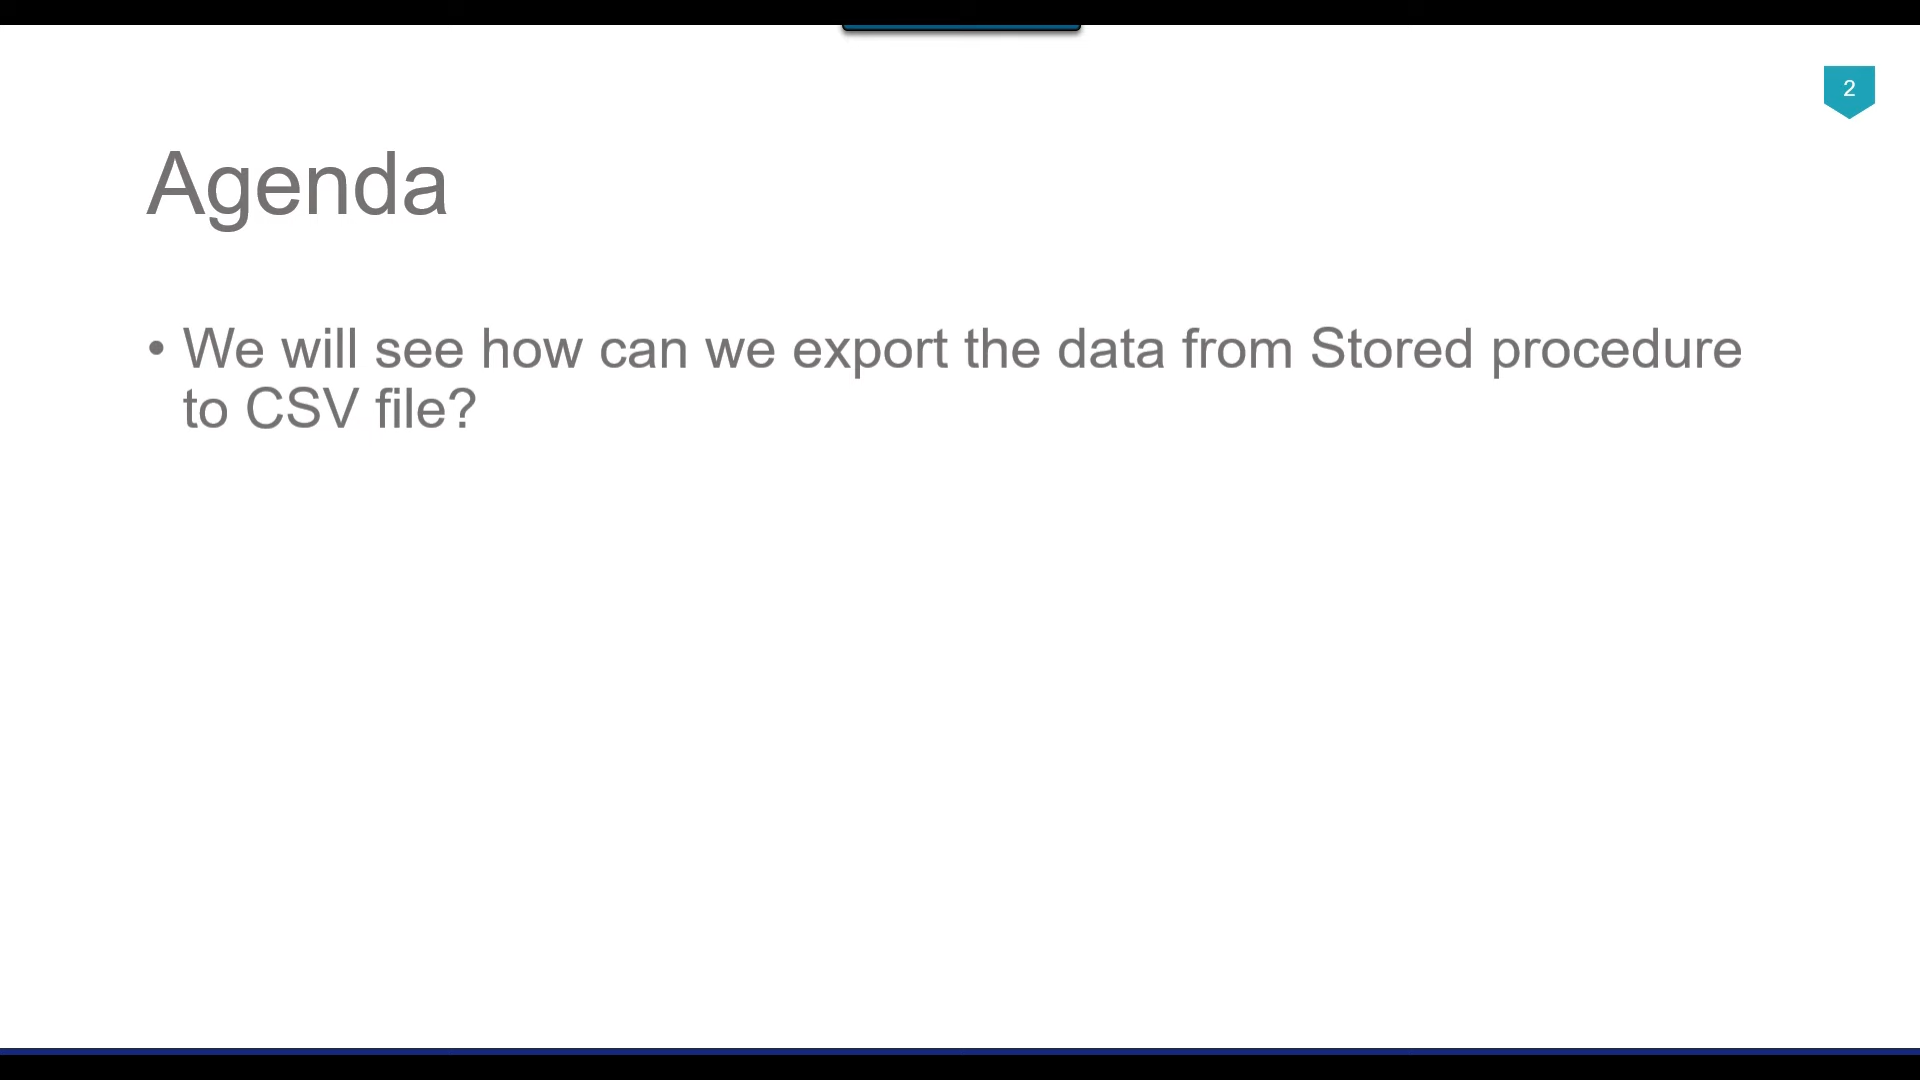 2
Agenda
• We will see how can we export the data from Stored procedure
to CSV file?